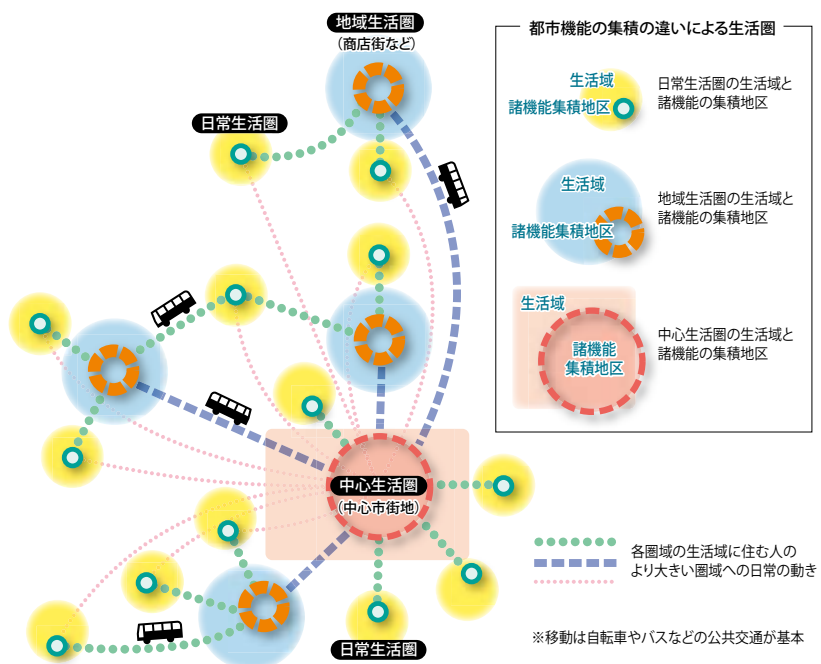 地域生活圏
(商店街など)
日常生活圏
中心生活圏
(中心市街地)
日常生活圏
都市機能の集積の違いによる生活圏
生活域
諸機能集積地区
日常生活圏の生活域と
諸機能の集積地区
生活域
諸機能集積地区
地域生活圏の生活域と
諸機能の集積地区
生活域
諸機能
集積地区
中心生活圏の生活域と
諸機能の集積地区
各圏域の生活域に住む人の
より大きい圏域への日常の動き
※移動は自転車やバスなどの公共交通が基本